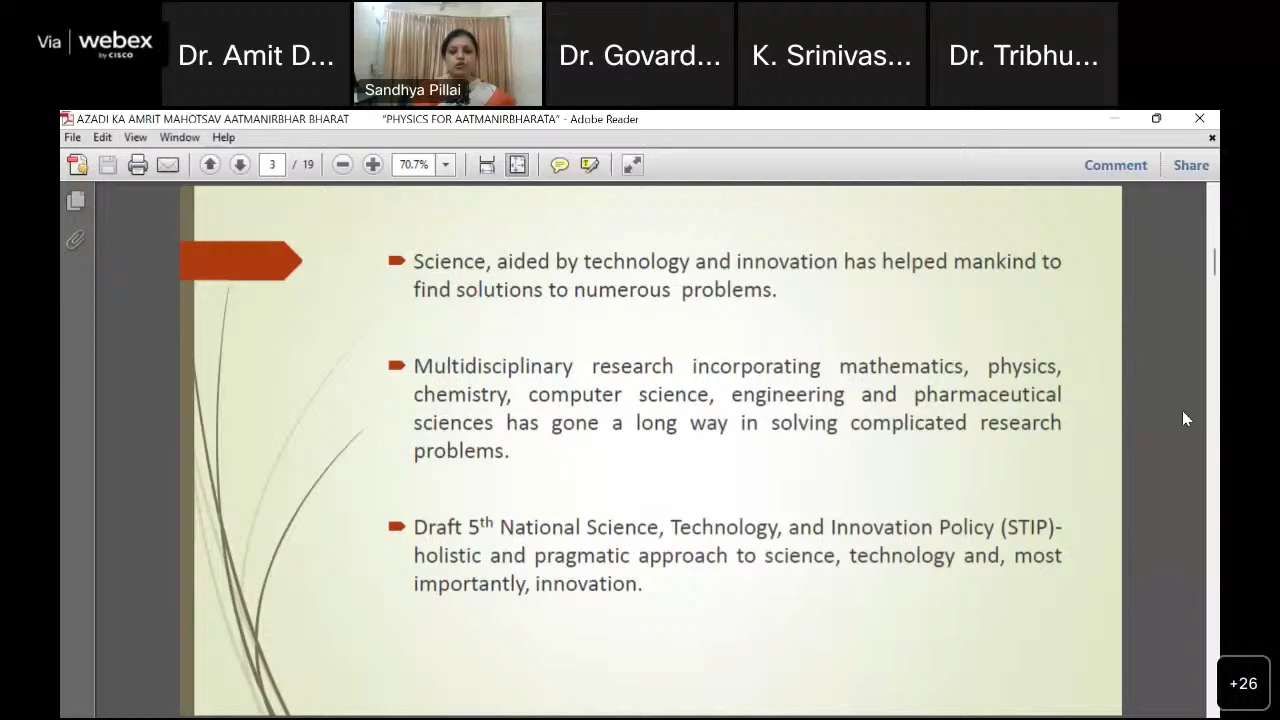 Via webex
by CISCO
Dr. Amit D...
Sandhya Pillai
Dr. Govard...
K. Srinivas...
Dr. Tribhu...
AZADI KA AMRIT MAHOTSAV AATMANIRBHAR BHARAT "PHYSICS FOR AATMANIRBHARATA" - Adobe Reader
File Edit View Window Help
3 / 19 70.7% Comment Share
Science, aided by technology and innovation has helped mankind to
find solutions to numerous problems.
Multidisciplinary research incorporating mathematics, physics,
chemistry, computer science, engineering and pharmaceutical
sciences has gone a long way in solving complicated research
problems.
Draft 5th National Science, Technology, and Innovation Policy (STIP)-
holistic and pragmatic approach to science, technology and, most
importantly, innovation.
+26